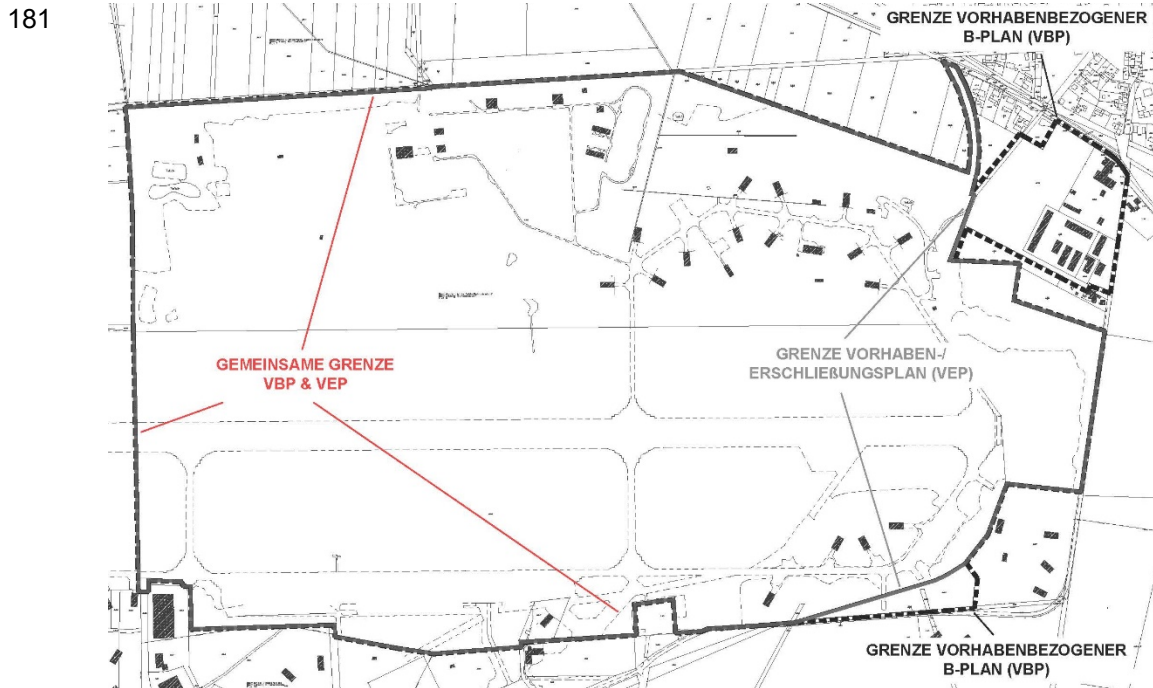 181
GRENZE VORHABENBEZOGENER
B-PLAN (VBP)
GEMEINSAME GRENZE
VBP & VEP
GRENZE VORHABEN-/
ERSCHLIEßUNGSPLAN (VEP)
GRENZE VORHABENBEZOGENER
B-PLAN (VBP)